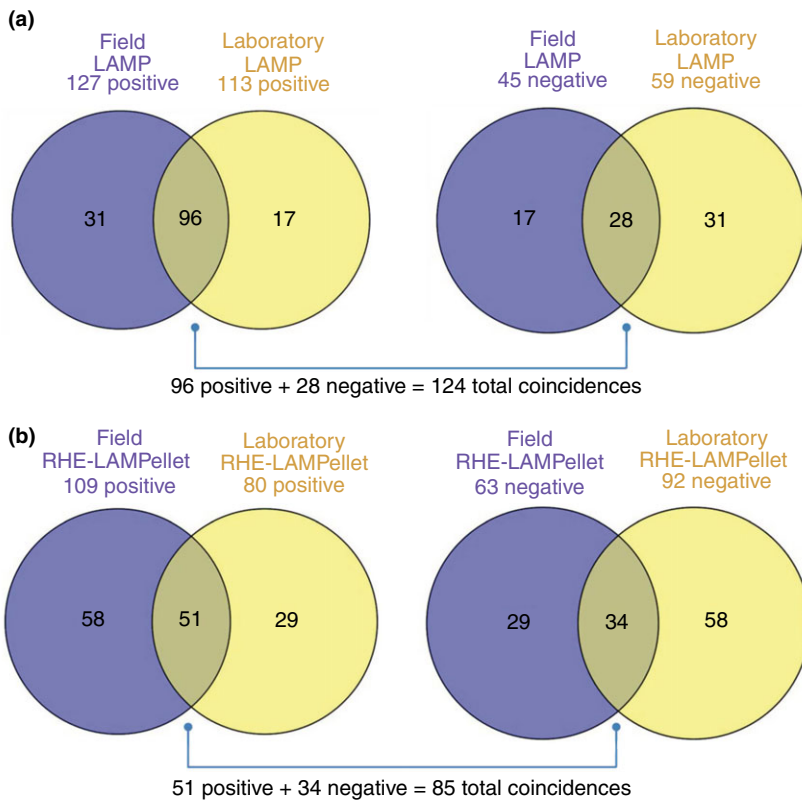 (a)
Field
LAMP
127 positive
Laboratory
LAMP
113 positive
Field
LAMP
45 negative
Laboratory
LAMP
59 negative
31
96
17
17
28
31
96 positive + 28 negative = 124 total coincidences
(b)
Field
RHE-LAMPellet
109 positive
Laboratory
RHE-LAMPellet
80 positive
Field
RHE-LAMPellet
63 negative
Laboratory
RHE-LAMPellet
92 negative
58
51
29
29
34
58
51 positive + 34 negative = 85 total coincidences